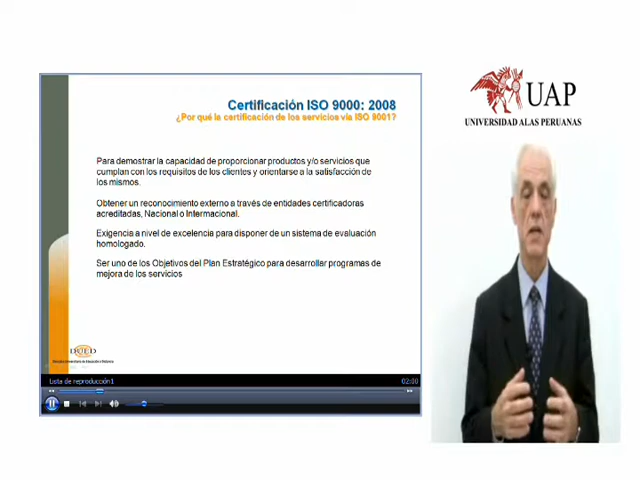 Certificación ISO 9000: 2008
¿Por qué la certificación de los servicios vía ISO 9001?
Para demostrar la capacidad de proporcionar productos y/o servicios que
cumplan con los requisitos de los clientes y orientarse a la satisfacción de
los mismos.
Obtener un reconocimiento externo a través de entidades certificadoras
acreditadas, Nacional o Internacional.
Exigencia a nivel de excelencia para disponer de un sistema de evaluación
homologado.
Ser uno de los Objetivos del Plan Estratégico para desarrollar programas de
mejora de los servicios
DUED
Lista de reproducción1
02:00
UAP
UNIVERSIDAD ALAS PERUANAS